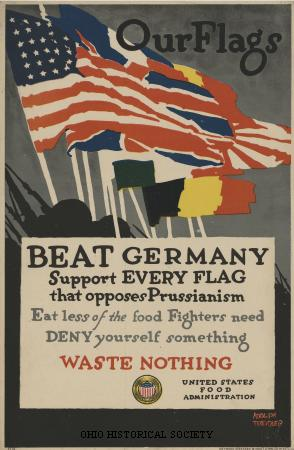 Our Flags
BEAT GERMANY
Support EVERY FLAG
that opposes Prussianism
Eat less of the food Fighters need
DENY yourself something
WASTE NOTHING
UNITED STATES
FOOD
ADMINISTRATION
ADOLPH
TREIDLER
OHIO HISTORICAL SOCIETY